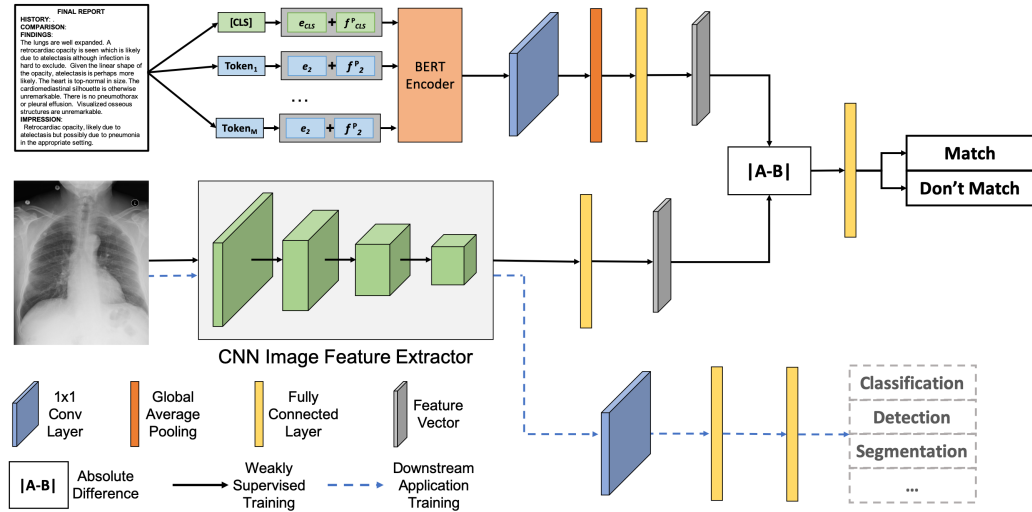 FINAL REPORT
HISTORY: .
COMPARISON:
FINDINGS:
The lungs are well expanded. A
retrocardiac opacity is seen which is likely
due to atelectasis although infection is
hard to exclude. Given the linear shape of
the opacity, atelectasis is perhaps more
likely. The heart is top-normal in size. The
cardiomediastinal silhouette is otherwise
unremarkable. There is no pneumothorax
or pleural effusion. Visualized osseous
structures are unremarkable.
IMPRESSION:
Retrocardiac opacity, likely due to
atelectasis but possibly due to pneumonia
in the appropriate setting.
[CLS]
e_CLS + f^P_CLS
Token_1
e_2 + f^P_2
...
Token_M
e_2 + f^P_2
BERT
Encoder
|A-B|
Match
Don't Match
L
CNN Image Feature Extractor
1x1
Conv
Layer
Global
Average
Pooling
Fully
Connected
Layer
Feature
Vector
|A-B|
Absolute
Difference
Weakly
Supervised
Training
Downstream
Application
Training
Classification
Detection
Segmentation
...